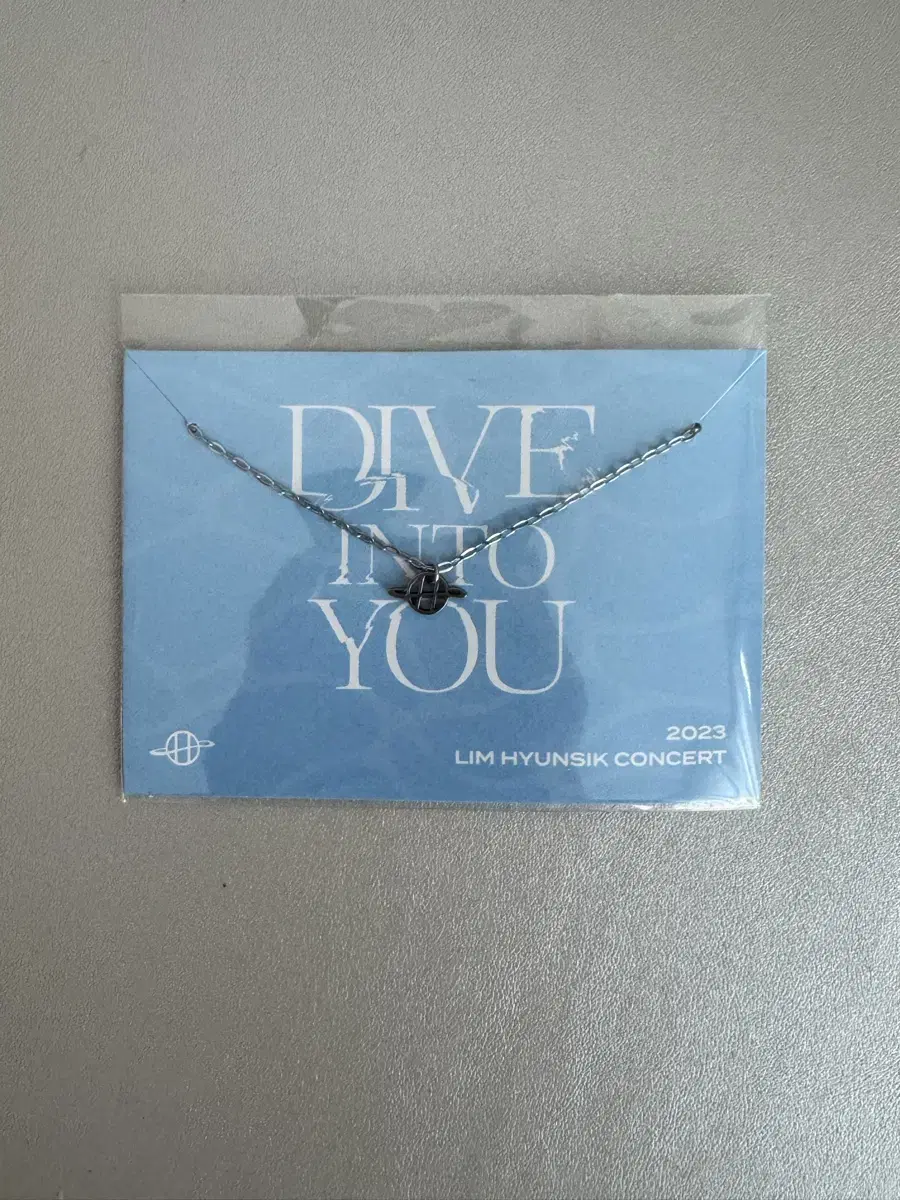 DIVE
INTO
YOU
2023
LIM HYUNSIK CONCERT